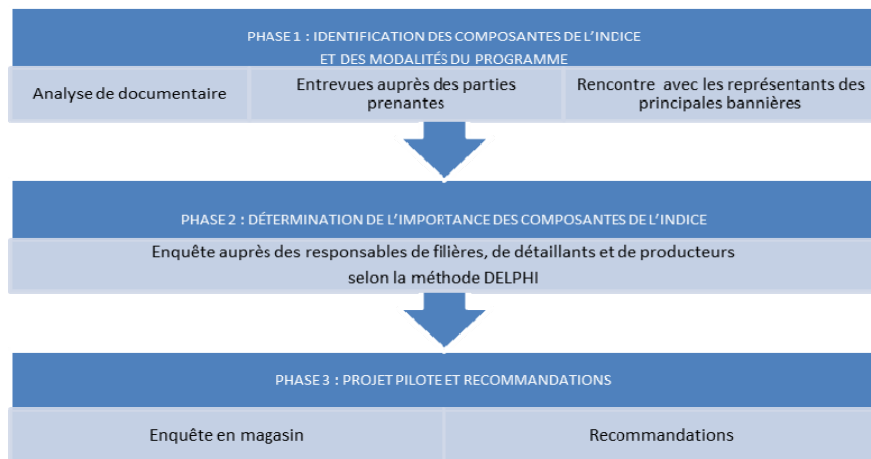 PHASE 1 : IDENTIFICATION DES COMPOSANTES DE L'INDICE
ET DES MODALITÉS DU PROGRAMME
Analyse de documentaire
Entrevues auprès des parties
prenantes
Rencontre avec les représentants des
principales bannières
PHASE 2 : DÉTERMINATION DE L'IMPORTANCE DES COMPOSANTES DE L'INDICE
Enquête auprès des responsables de filières, de détaillants et de producteurs
selon la méthode DELPHI
PHASE 3 : PROJET PILOTE ET RECOMMANDATIONS
Enquête en magasin
Recommandations